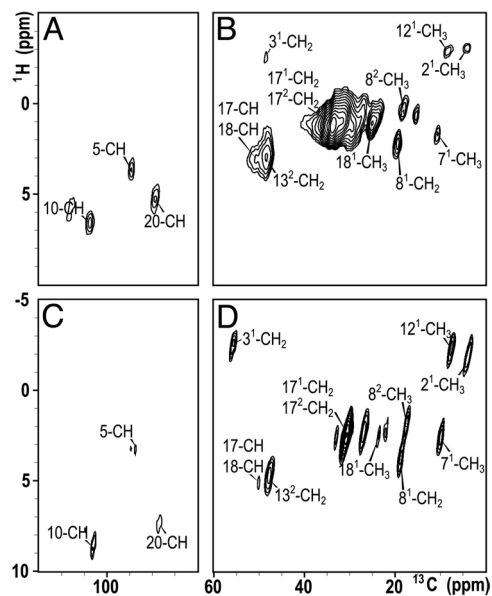 A
B
¹H (ppm)
0
5
5-CH
10-CH
20-CH
3¹-CH₂
12¹-CH₃
2¹-CH₃
17¹-CH₂
17²-CH₂
8²-CH₃
17-CH
18-CH
18¹-CH₃
7¹-CH₃
13²-CH₂
8¹-CH₂
C
D
-5
0
5
10
5-CH
10-CH
20-CH
3¹-CH₂
12¹-CH₃
2¹-CH₃
17¹-CH₂
17²-CH₂
8²-CH₃
17-CH
18-CH
18¹-CH₃
7¹-CH₃
13²-CH₂
8¹-CH₂
100
60
40
20
¹³C (ppm)